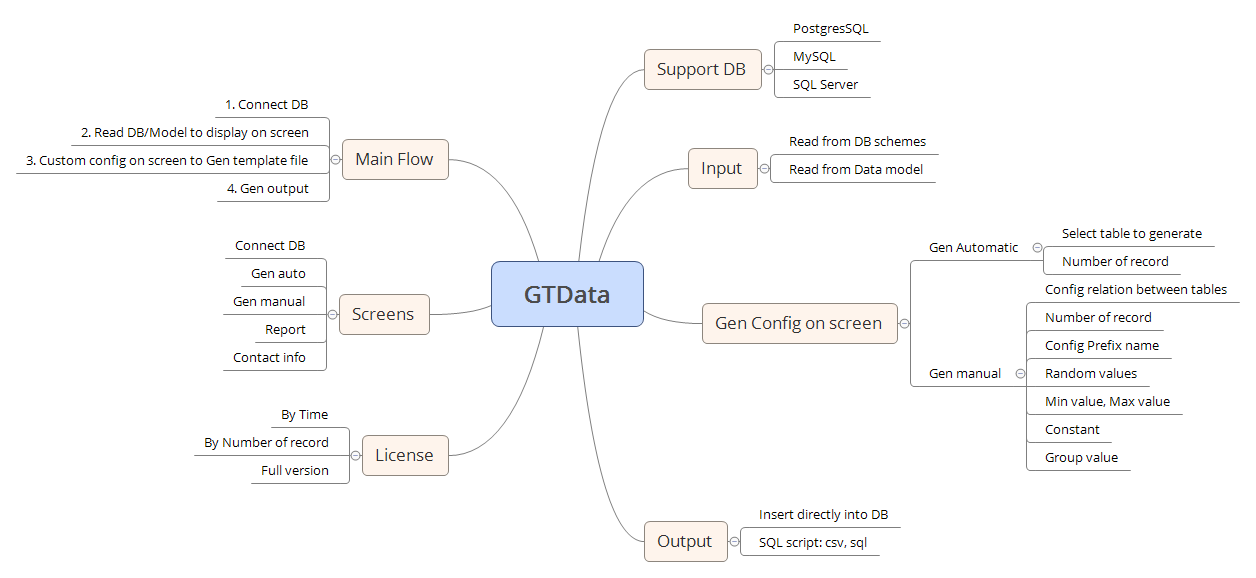 GTData
Support DB
PostgresSQL
MySQL
SQL Server
Input
Read from DB schemes
Read from Data model
Gen Config on screen
Gen Automatic
Select table to generate
Number of record
Gen manual
Config relation between tables
Number of record
Config Prefix name
Random values
Min value, Max value
Constant
Group value
Output
Insert directly into DB
SQL script: csv, sql
Main Flow
1. Connect DB
2. Read DB/Model to display on screen
3. Custom config on screen to Gen template file
4. Gen output
Screens
Connect DB
Gen auto
Gen manual
Report
Contact info
License
By Time
By Number of record
Full version